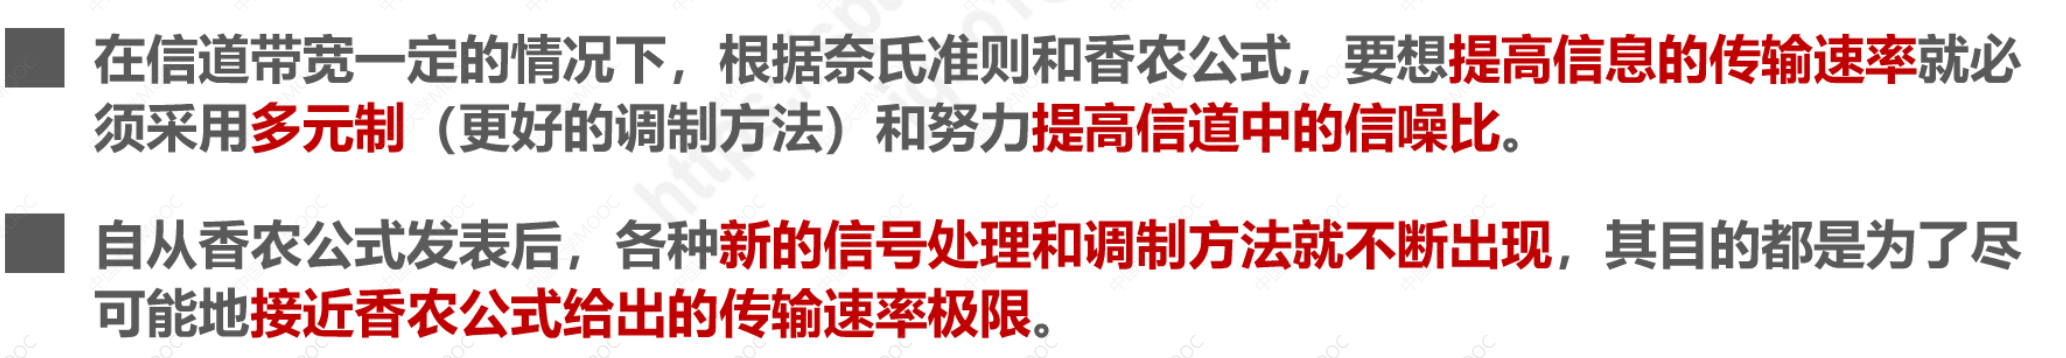 在信道带宽一定的情况下，根据奈氏准则和香农公式，要想提高信息的传输速率就必
须采用多元制（更好的调制方法）和努力提高信道中的信噪比。
自从香农公式发表后，各种新的信号处理和调制方法就不断出现，其目的都是为了尽
可能地接近香农公式给出的传输速率极限。